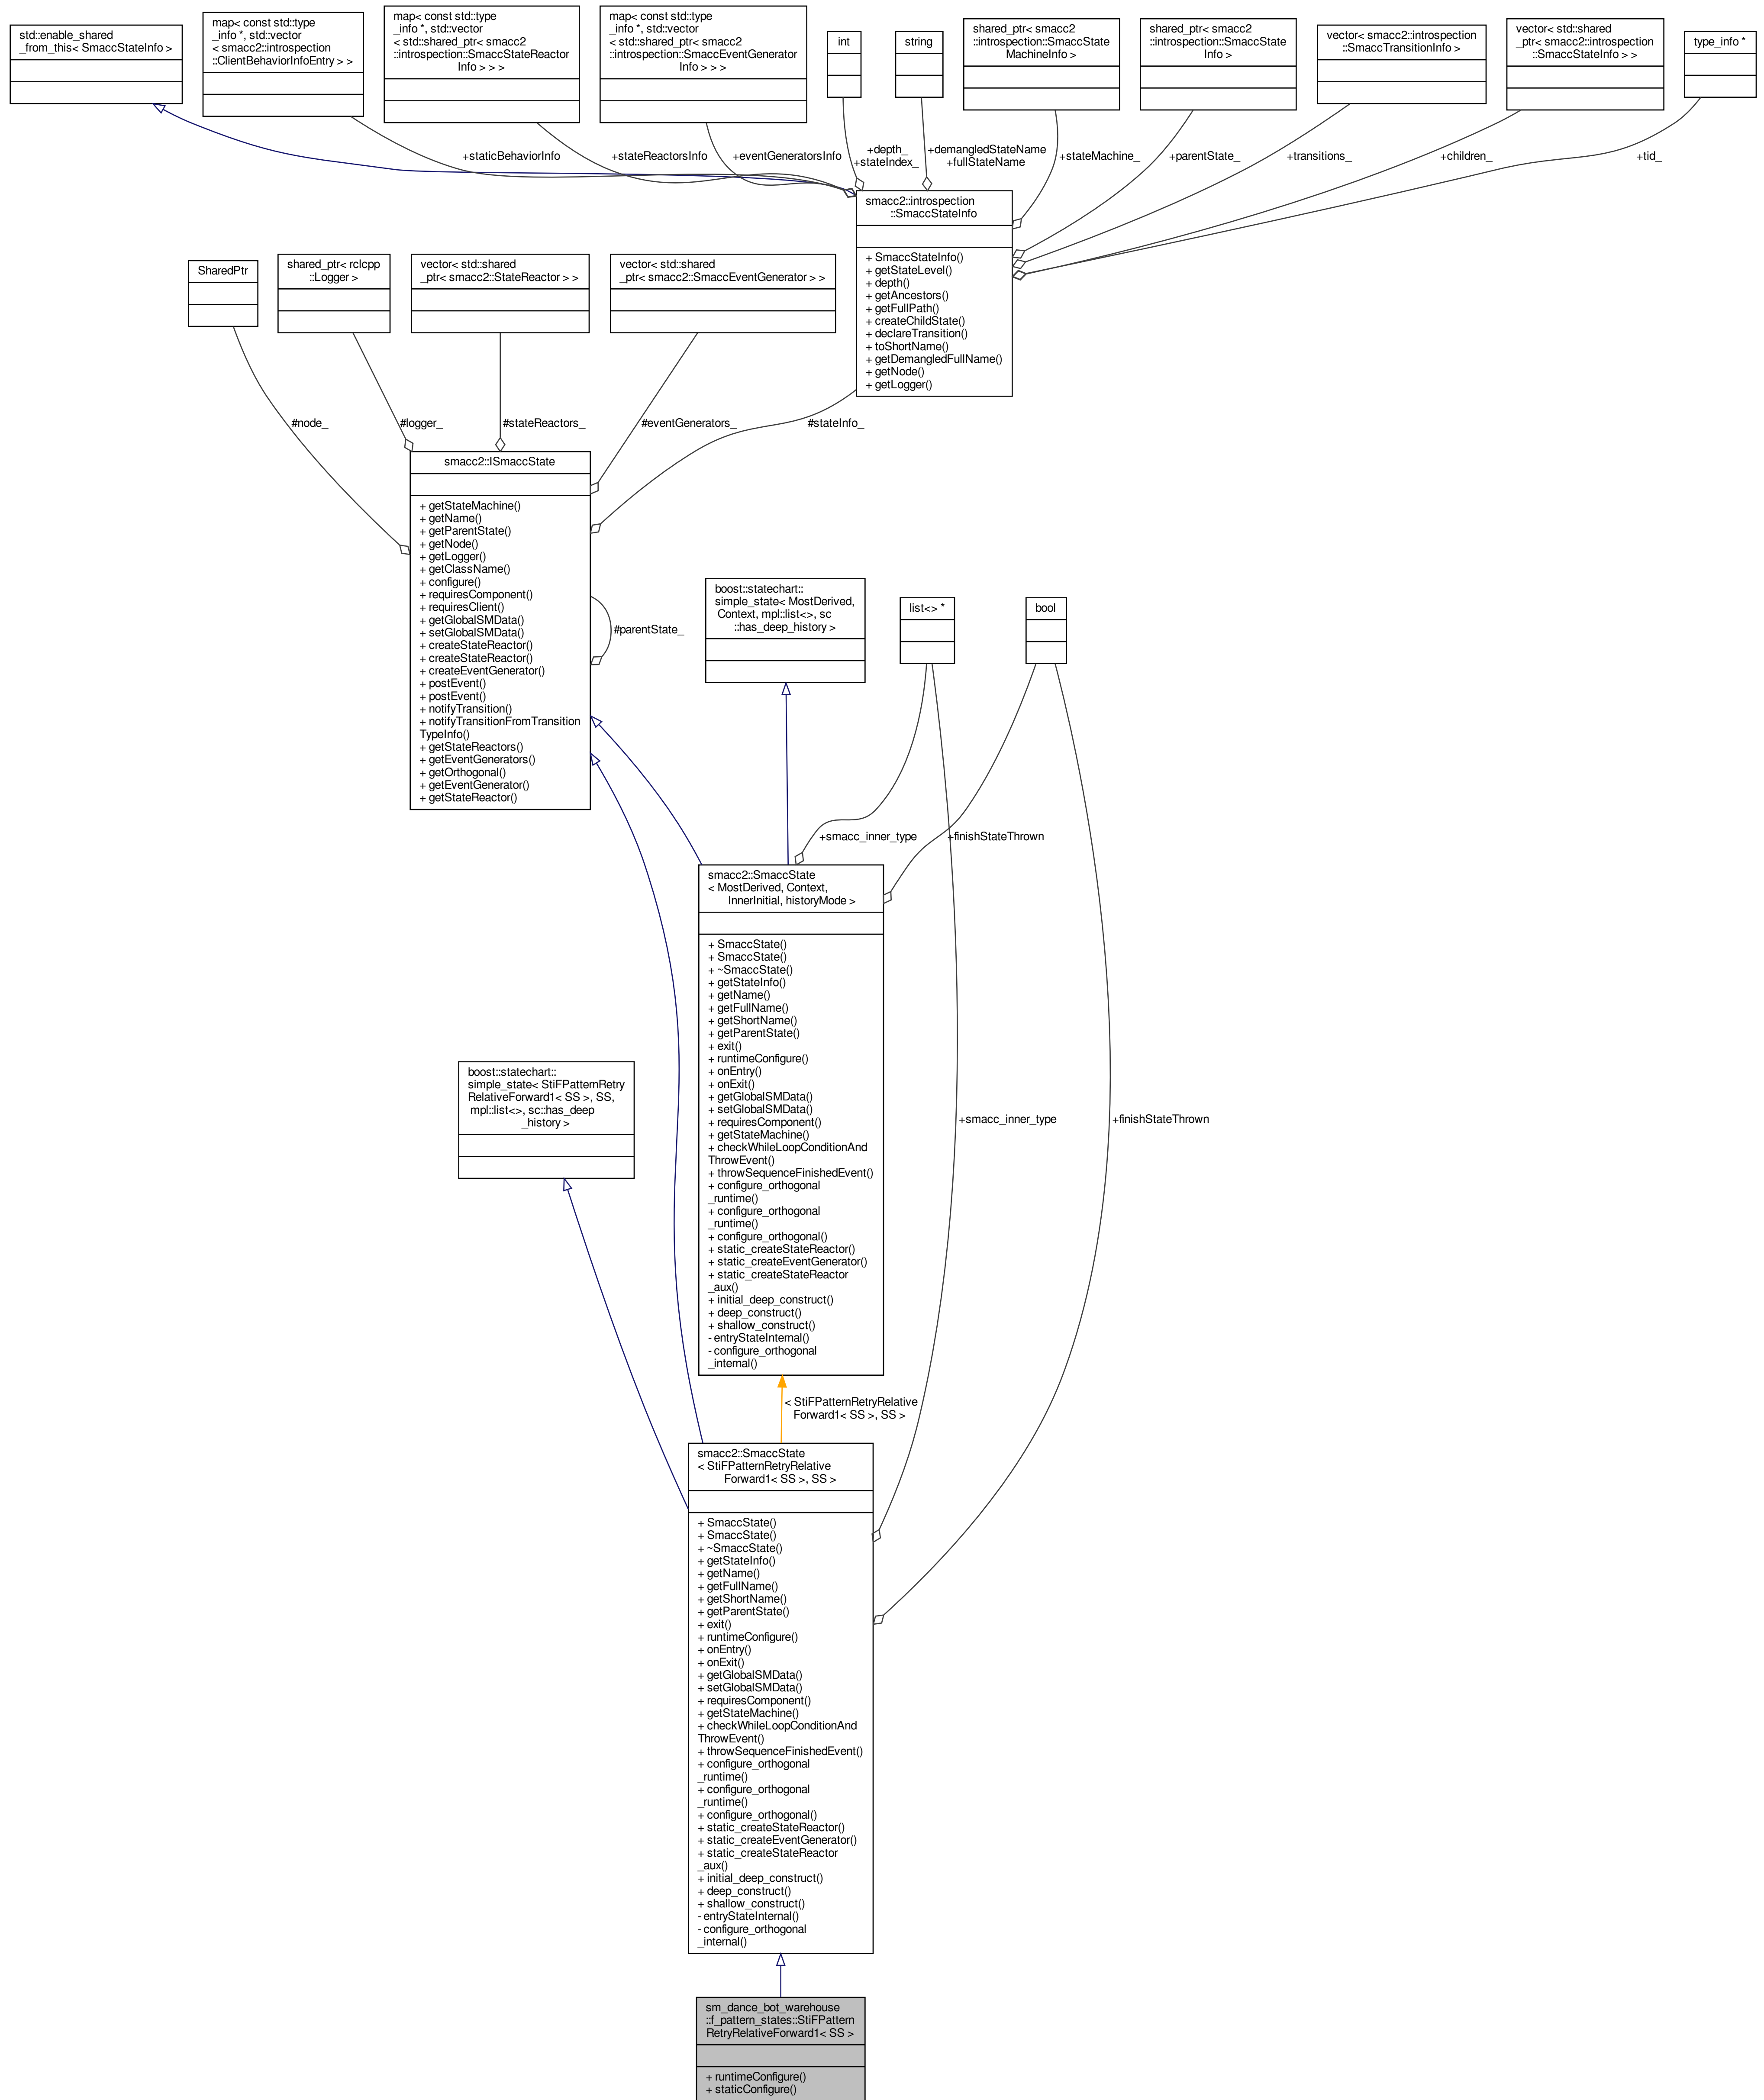 std::enable_shared
_from_this< SmaccStateInfo >
map< const std::type
_info *, std::vector
< smacc2::introspection
::ClientBehaviorInfoEntry > >
map< const std::type
_info *, std::vector
< std::shared_ptr< smacc2
::introspection::SmaccStateReactor
Info > > >
map< const std::type
_info *, std::vector
< std::shared_ptr< smacc2
::introspection::SmaccEventGenerator
Info > > >
int
string
shared_ptr< smacc2
::introspection::SmaccState
MachineInfo >
shared_ptr< smacc2
::introspection::SmaccState
Info >
vector< smacc2::introspection
::SmaccTransitionInfo >
vector< std::shared
_ptr< smacc2::introspection
::SmaccStateInfo > >
type_info *
+staticBehaviorInfo
+stateReactorsInfo
+eventGeneratorsInfo
+depth_
+stateIndex_
+demangledStateName
+fullStateName
+stateMachine_
+parentState_
+transitions_
+children_
+tid_
smacc2::introspection
::SmaccStateInfo
+ SmaccStateInfo()
+ getStateLevel()
+ depth()
+ getAncestors()
+ getFullPath()
+ createChildState()
+ declareTransition()
+ toShortName()
+ getDemangledFullName()
+ getNode()
+ getLogger()
SharedPtr
shared_ptr< rclcpp
::Logger >
vector< std::shared
_ptr< smacc2::StateReactor > >
vector< std::shared
_ptr< smacc2::SmaccEventGenerator > >
#node_
#logger_
#stateReactors_
#eventGenerators_
#stateInfo_
smacc2::ISmaccState
+ getStateMachine()
+ getName()
+ getParentState()
+ getNode()
+ getLogger()
+ getClassName()
+ configure()
+ requiresComponent()
+ requiresClient()
+ getGlobalSMData()
+ setGlobalSMData()
+ createStateReactor()
+ createStateReactor()
+ createEventGenerator()
+ postEvent()
+ postEvent()
+ notifyTransition()
+ notifyTransitionFromTransition
TypeInfo()
+ getStateReactors()
+ getEventGenerators()
+ getOrthogonal()
+ getEventGenerator()
+ getStateReactor()
#parentState_
boost::statechart::
simple_state< MostDerived,
Context, mpl::list<>, sc
::has_deep_history >
list<> *
bool
+smacc_inner_type
+finishStateThrown
smacc2::SmaccState
< MostDerived, Context,
InnerInitial, historyMode >
+ SmaccState()
+ SmaccState()
+ ~SmaccState()
+ getStateInfo()
+ getName()
+ getFullName()
+ getShortName()
+ getParentState()
+ exit()
+ runtimeConfigure()
+ onEntry()
+ onExit()
+ getGlobalSMData()
+ setGlobalSMData()
+ requiresComponent()
+ getStateMachine()
+ checkWhileLoopConditionAnd
ThrowEvent()
+ throwSequenceFinishedEvent()
+ configure_orthogonal
_runtime()
+ configure_orthogonal
_runtime()
+ configure_orthogonal()
+ static_createStateReactor()
+ static_createEventGenerator()
+ static_createStateReactor
_aux()
+ initial_deep_construct()
+ deep_construct()
+ shallow_construct()
- entryStateInternal()
- configure_orthogonal
_internal()
boost::statechart::
simple_state< StiFPatternRetry
RelativeForward1< SS >, SS,
mpl::list<>, sc::has_deep
_history >
+smacc_inner_type
+finishStateThrown
< StiFPatternRetryRelative
Forward1< SS >, SS >
smacc2::SmaccState
< StiFPatternRetryRelative
Forward1< SS >, SS >
+ SmaccState()
+ SmaccState()
+ ~SmaccState()
+ getStateInfo()
+ getName()
+ getFullName()
+ getShortName()
+ getParentState()
+ exit()
+ runtimeConfigure()
+ onEntry()
+ onExit()
+ getGlobalSMData()
+ setGlobalSMData()
+ requiresComponent()
+ getStateMachine()
+ checkWhileLoopConditionAnd
ThrowEvent()
+ throwSequenceFinishedEvent()
+ configure_orthogonal
_runtime()
+ configure_orthogonal
_runtime()
+ configure_orthogonal()
+ static_createStateReactor()
+ static_createEventGenerator()
+ static_createStateReactor
_aux()
+ initial_deep_construct()
+ deep_construct()
+ shallow_construct()
- entryStateInternal()
- configure_orthogonal
_internal()
sm_dance_bot_warehouse
::f_pattern_states::StiFPattern
RetryRelativeForward1< SS >
+ runtimeConfigure()
+ staticConfigure()